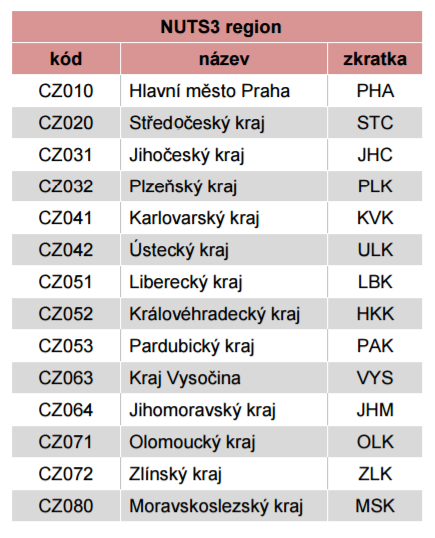 NUTS3 region
kód název zkratka
CZ010 Hlavní město Praha PHA
CZ020 Středočeský kraj STC
CZ031 Jihočeský kraj JHC
CZ032 Plzeňský kraj PLK
CZ041 Karlovarský kraj KVK
CZ042 Ústecký kraj ULK
CZ051 Liberecký kraj LBK
CZ052 Královéhradecký kraj HKK
CZ053 Pardubický kraj PAK
CZ063 Kraj Vysočina VYS
CZ064 Jihomoravský kraj JHM
CZ071 Olomoucký kraj OLK
CZ072 Zlínský kraj ZLK
CZ080 Moravskoslezský kraj MSK